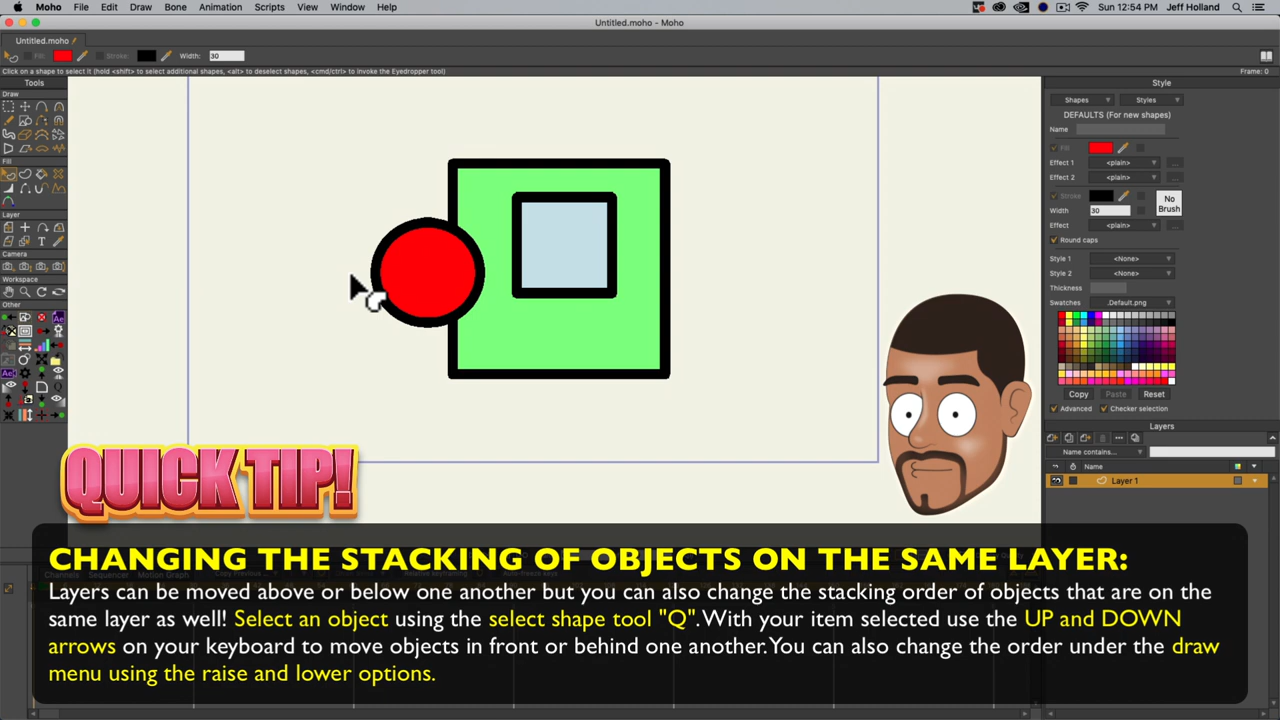 Moho File Edit Draw Bone Animation Scripts View Window Help Sun 12:54 PM Jeff Holland
Untitled.moho - Moho
Untitled.moho
Fill: Stroke: Width: 30
Click on a shape to select it (hold <shift> to select additional shapes, <alt> to deselect shapes, <cmd/ctrl> to invoke the Eyedropper tool) Frame: 0
Tools
Draw
Fill
Layer
Camera
Workspace
Other
Style
Shapes Styles
DEFAULTS (For new shapes)
Name
Fill
Effect 1 <plain>
Effect 2 <plain>
Stroke
Width 30
No
Brush
Effect <plain>
Round caps
Style 1 <None>
Style 2 <None>
Thickness
Swatches .Default.png
Copy Paste Reset
Advanced Checker selection
Layers
Name contains...
Name
Layer 1
QUICK TIP!
CHANGING THE STACKING OF OBJECTS ON THE SAME LAYER:
Layers can be moved above or below one another but you can also change the stacking order of objects that are on the
same layer as well! Select an object using the select shape tool "Q". With your item selected use the UP and DOWN
arrows on your keyboard to move objects in front or behind one another. You can also change the order under the draw
menu using the raise and lower options.
Channels Sequencer Motion Graph